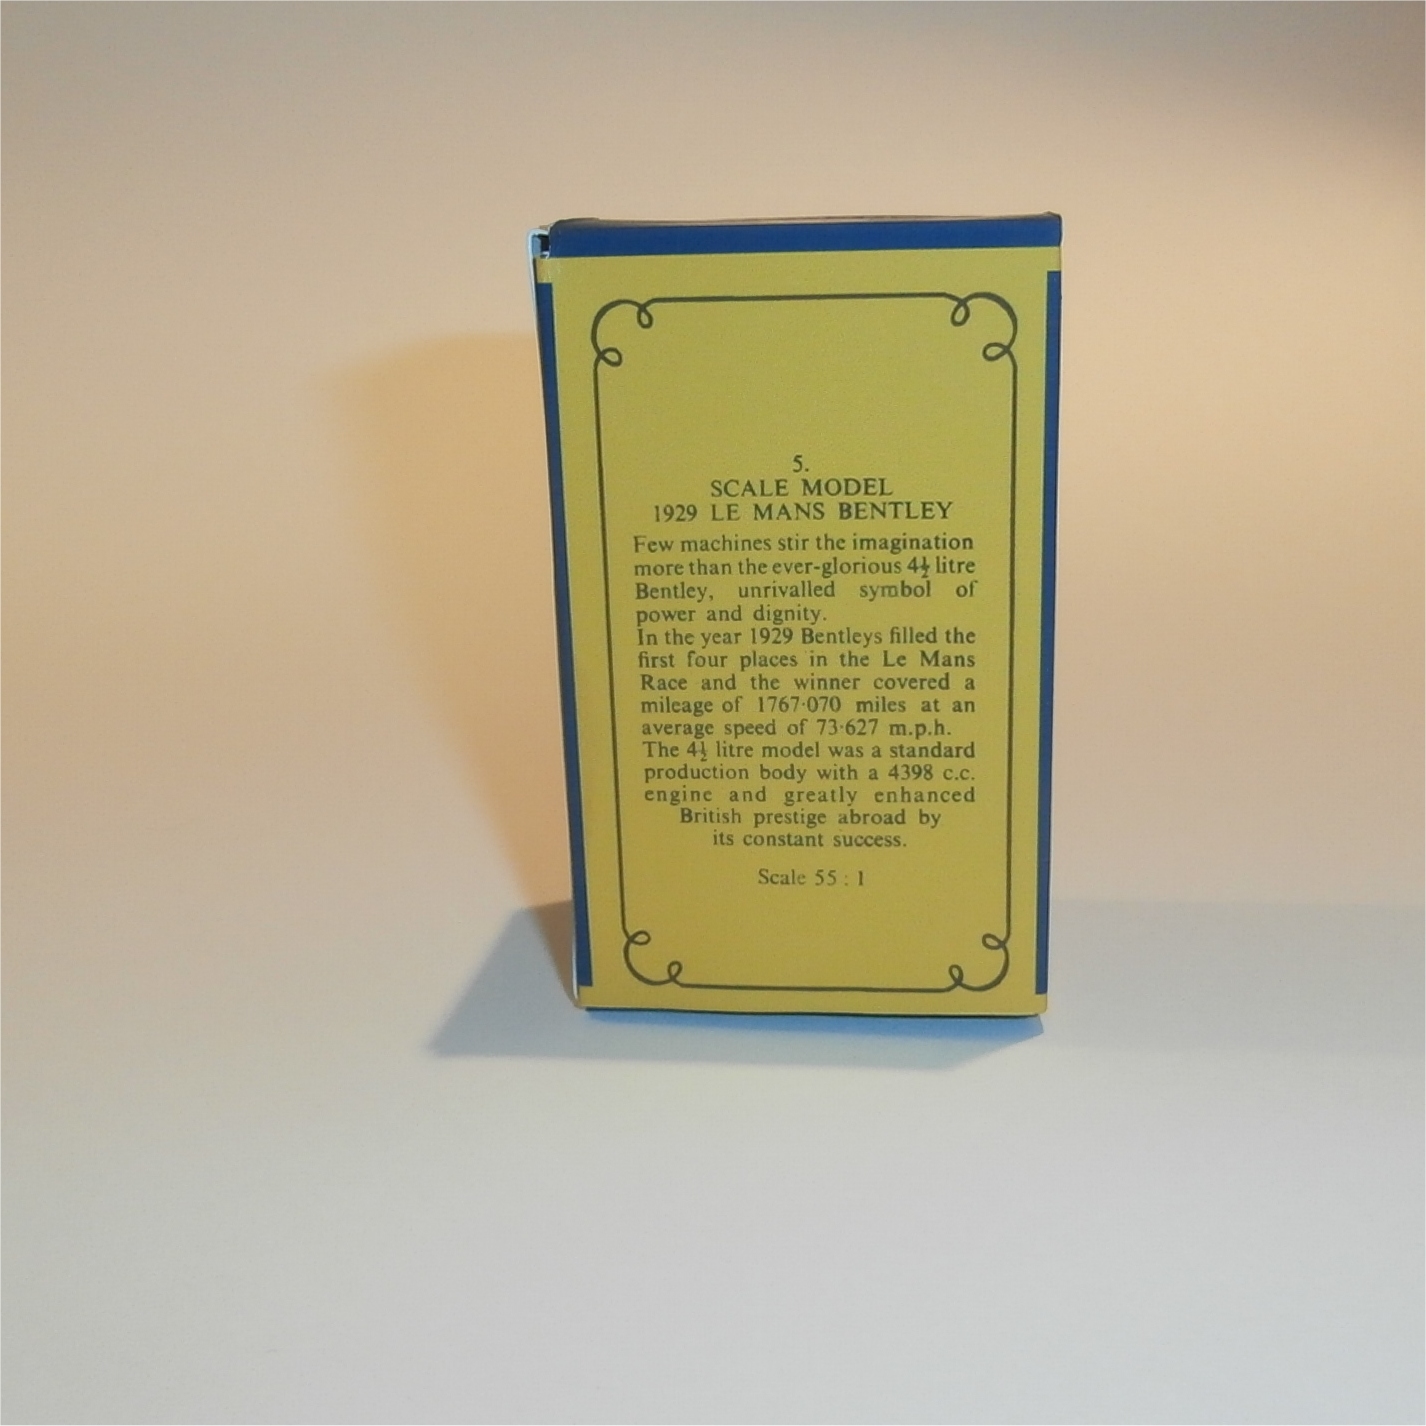 5.
SCALE MODEL
1929 LE MANS BENTLEY
Few machines stir the imagination
more than the ever-glorious 4½ litre
Bentley, unrivalled symbol of
power and dignity.
In the year 1929 Bentleys filled the
first four places in the Le Mans
Race and the winner covered a
mileage of 1767·070 miles at an
average speed of 73·627 m.p.h.
The 4½ litre model was a standard
production body with a 4398 c.c.
engine and greatly enhanced
British prestige abroad by
its constant success.
Scale 55 : 1